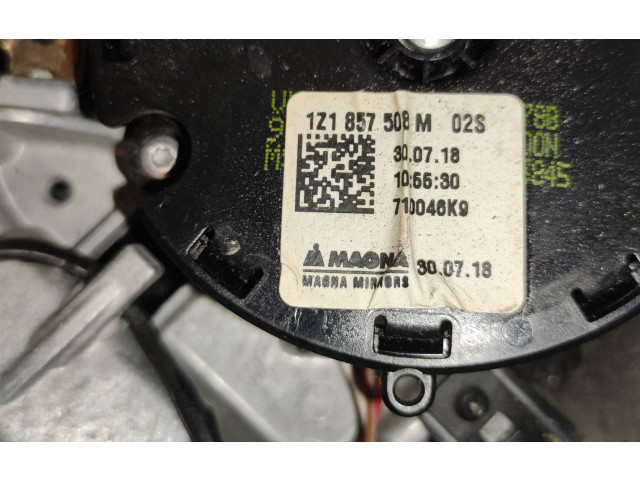 1Z1 857 508 M 02S
30.07.18
10:55:30
710046K9
MAGNA
MAGNA MIRRORS
30.07.18